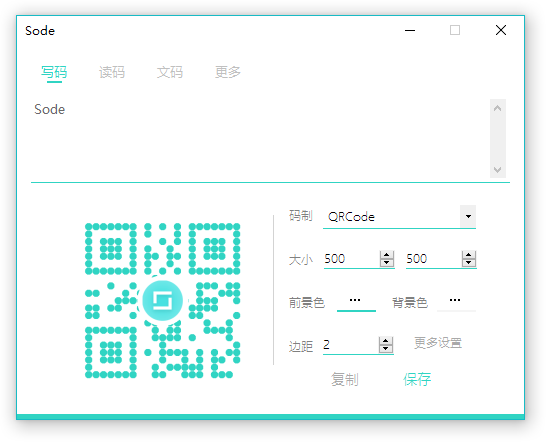 Sode
写码 读码 文码 更多
Sode
码制 QRCode
大小 500 500
前景色 ... 背景色 ...
边距 2 更多设置
复制 保存